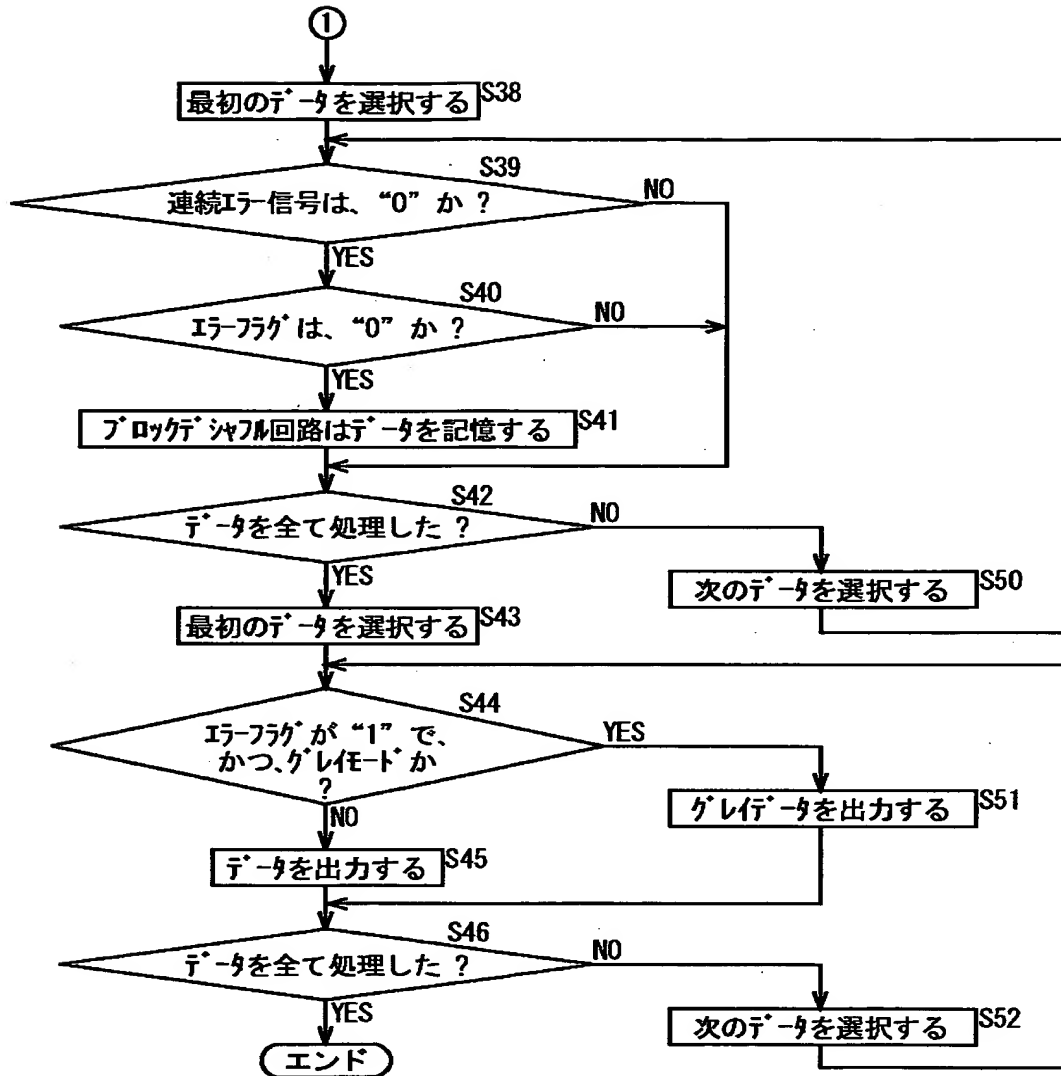 ①
最初のデータを選択する S38
S39
連続エラー信号は、“0”か？ NO
YES
S40
エラーフラグは、“0”か？ NO
YES
ブロックデシャフル回路はデータを記憶する S41
S42
データを全て処理した？ NO
YES
次のデータを選択する S50
最初のデータを選択する S43
S44
エラーフラグが“1”で、
かつ、グレイモードか
？
YES
NO
グレイデータを出力する S51
データを出力する S45
S46
データを全て処理した？ NO
YES
次のデータを選択する S52
エンド